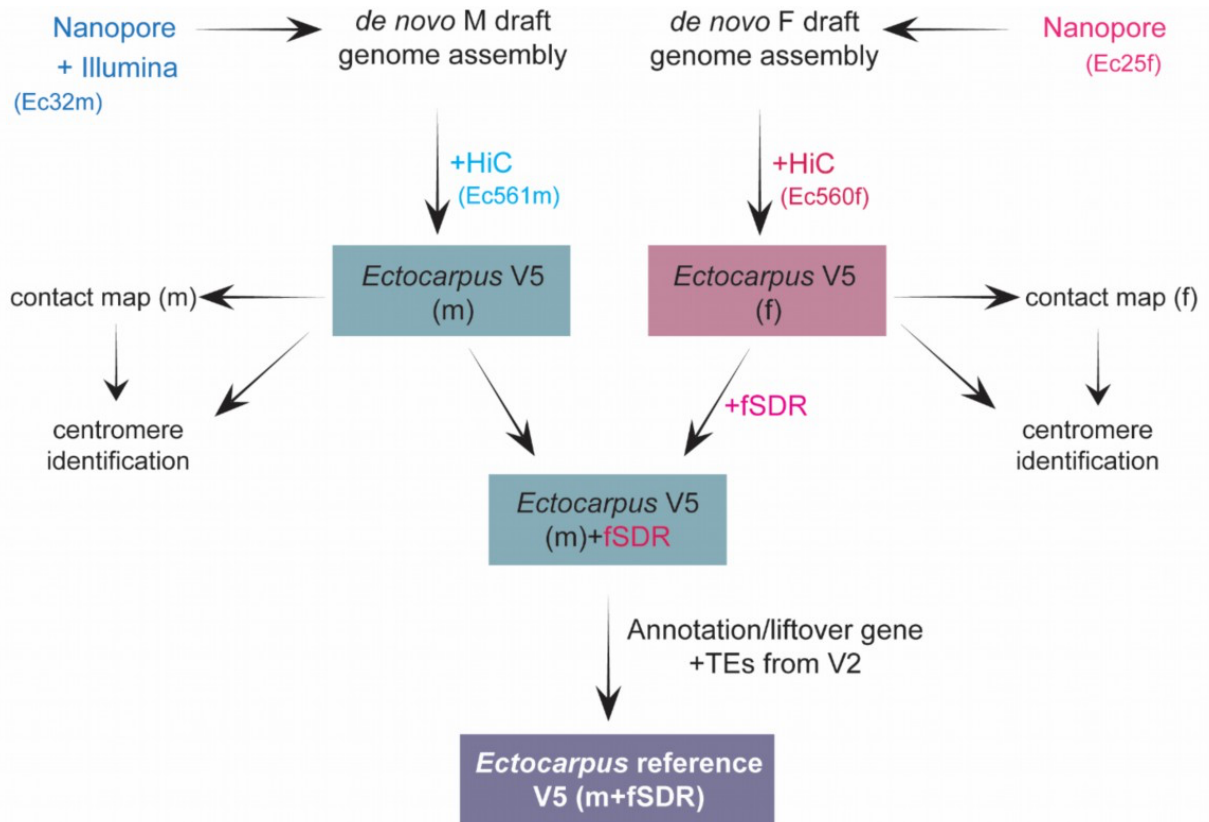 Nanopore
+ Illumina
(Ec32m)
de novo M draft
genome assembly
de novo F draft
genome assembly
Nanopore
(Ec25f)
+HiC
(Ec561m)
+HiC
(Ec560f)
Ectocarpus V5
(m)
Ectocarpus V5
(f)
contact map (m)
contact map (f)
centromere
identification
+fSDR
centromere
identification
Ectocarpus V5
(m)+fSDR
Annotation/liftover gene
+TEs from V2
Ectocarpus reference
V5 (m+fSDR)